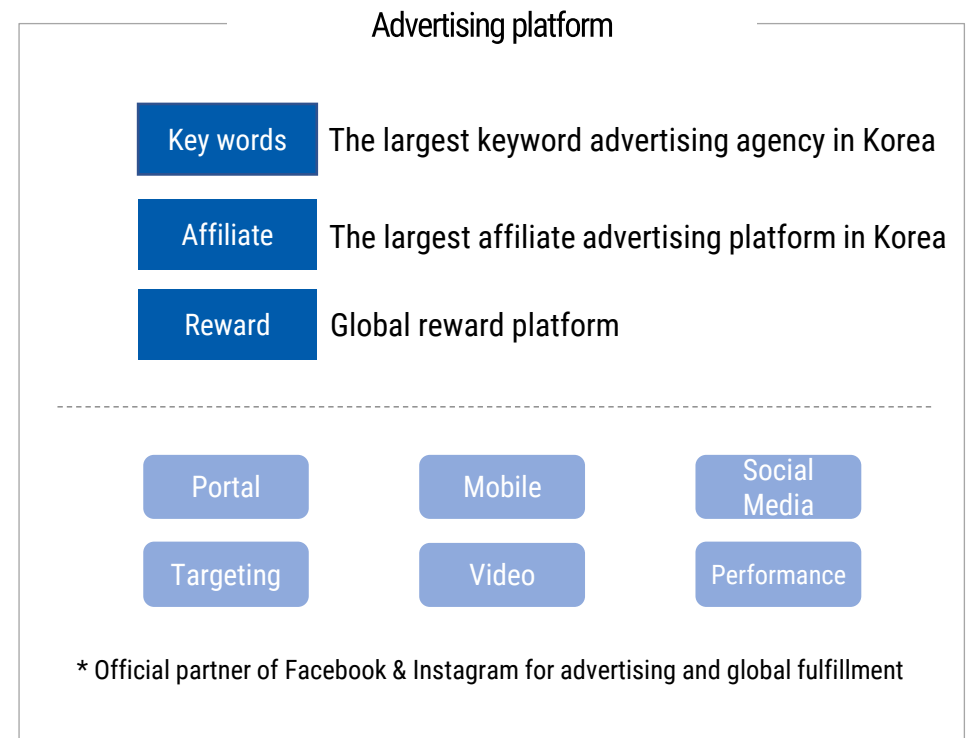 Advertising platform
Key words The largest keyword advertising agency in Korea
Affiliate The largest affiliate advertising platform in Korea
Reward Global reward platform
Portal Mobile Social
Media
Targeting Video Performance
* Official partner of Facebook & Instagram for advertising and global fulfillment